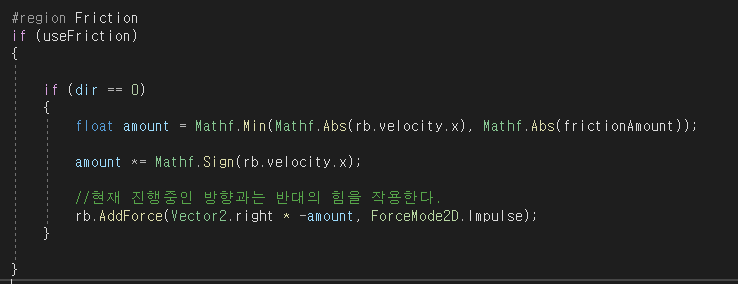 #region Friction
if (useFriction)
{
if (dir == 0)
{
float amount = Mathf.Min(Mathf.Abs(rb.velocity.x), Mathf.Abs(frictionAmount));
amount *= Mathf.Sign(rb.velocity.x);
//현재 진행중인 방향과는 반대의 힘을 작용한다.
rb.AddForce(Vector2.right * -amount, ForceMode2D.Impulse);
}
}